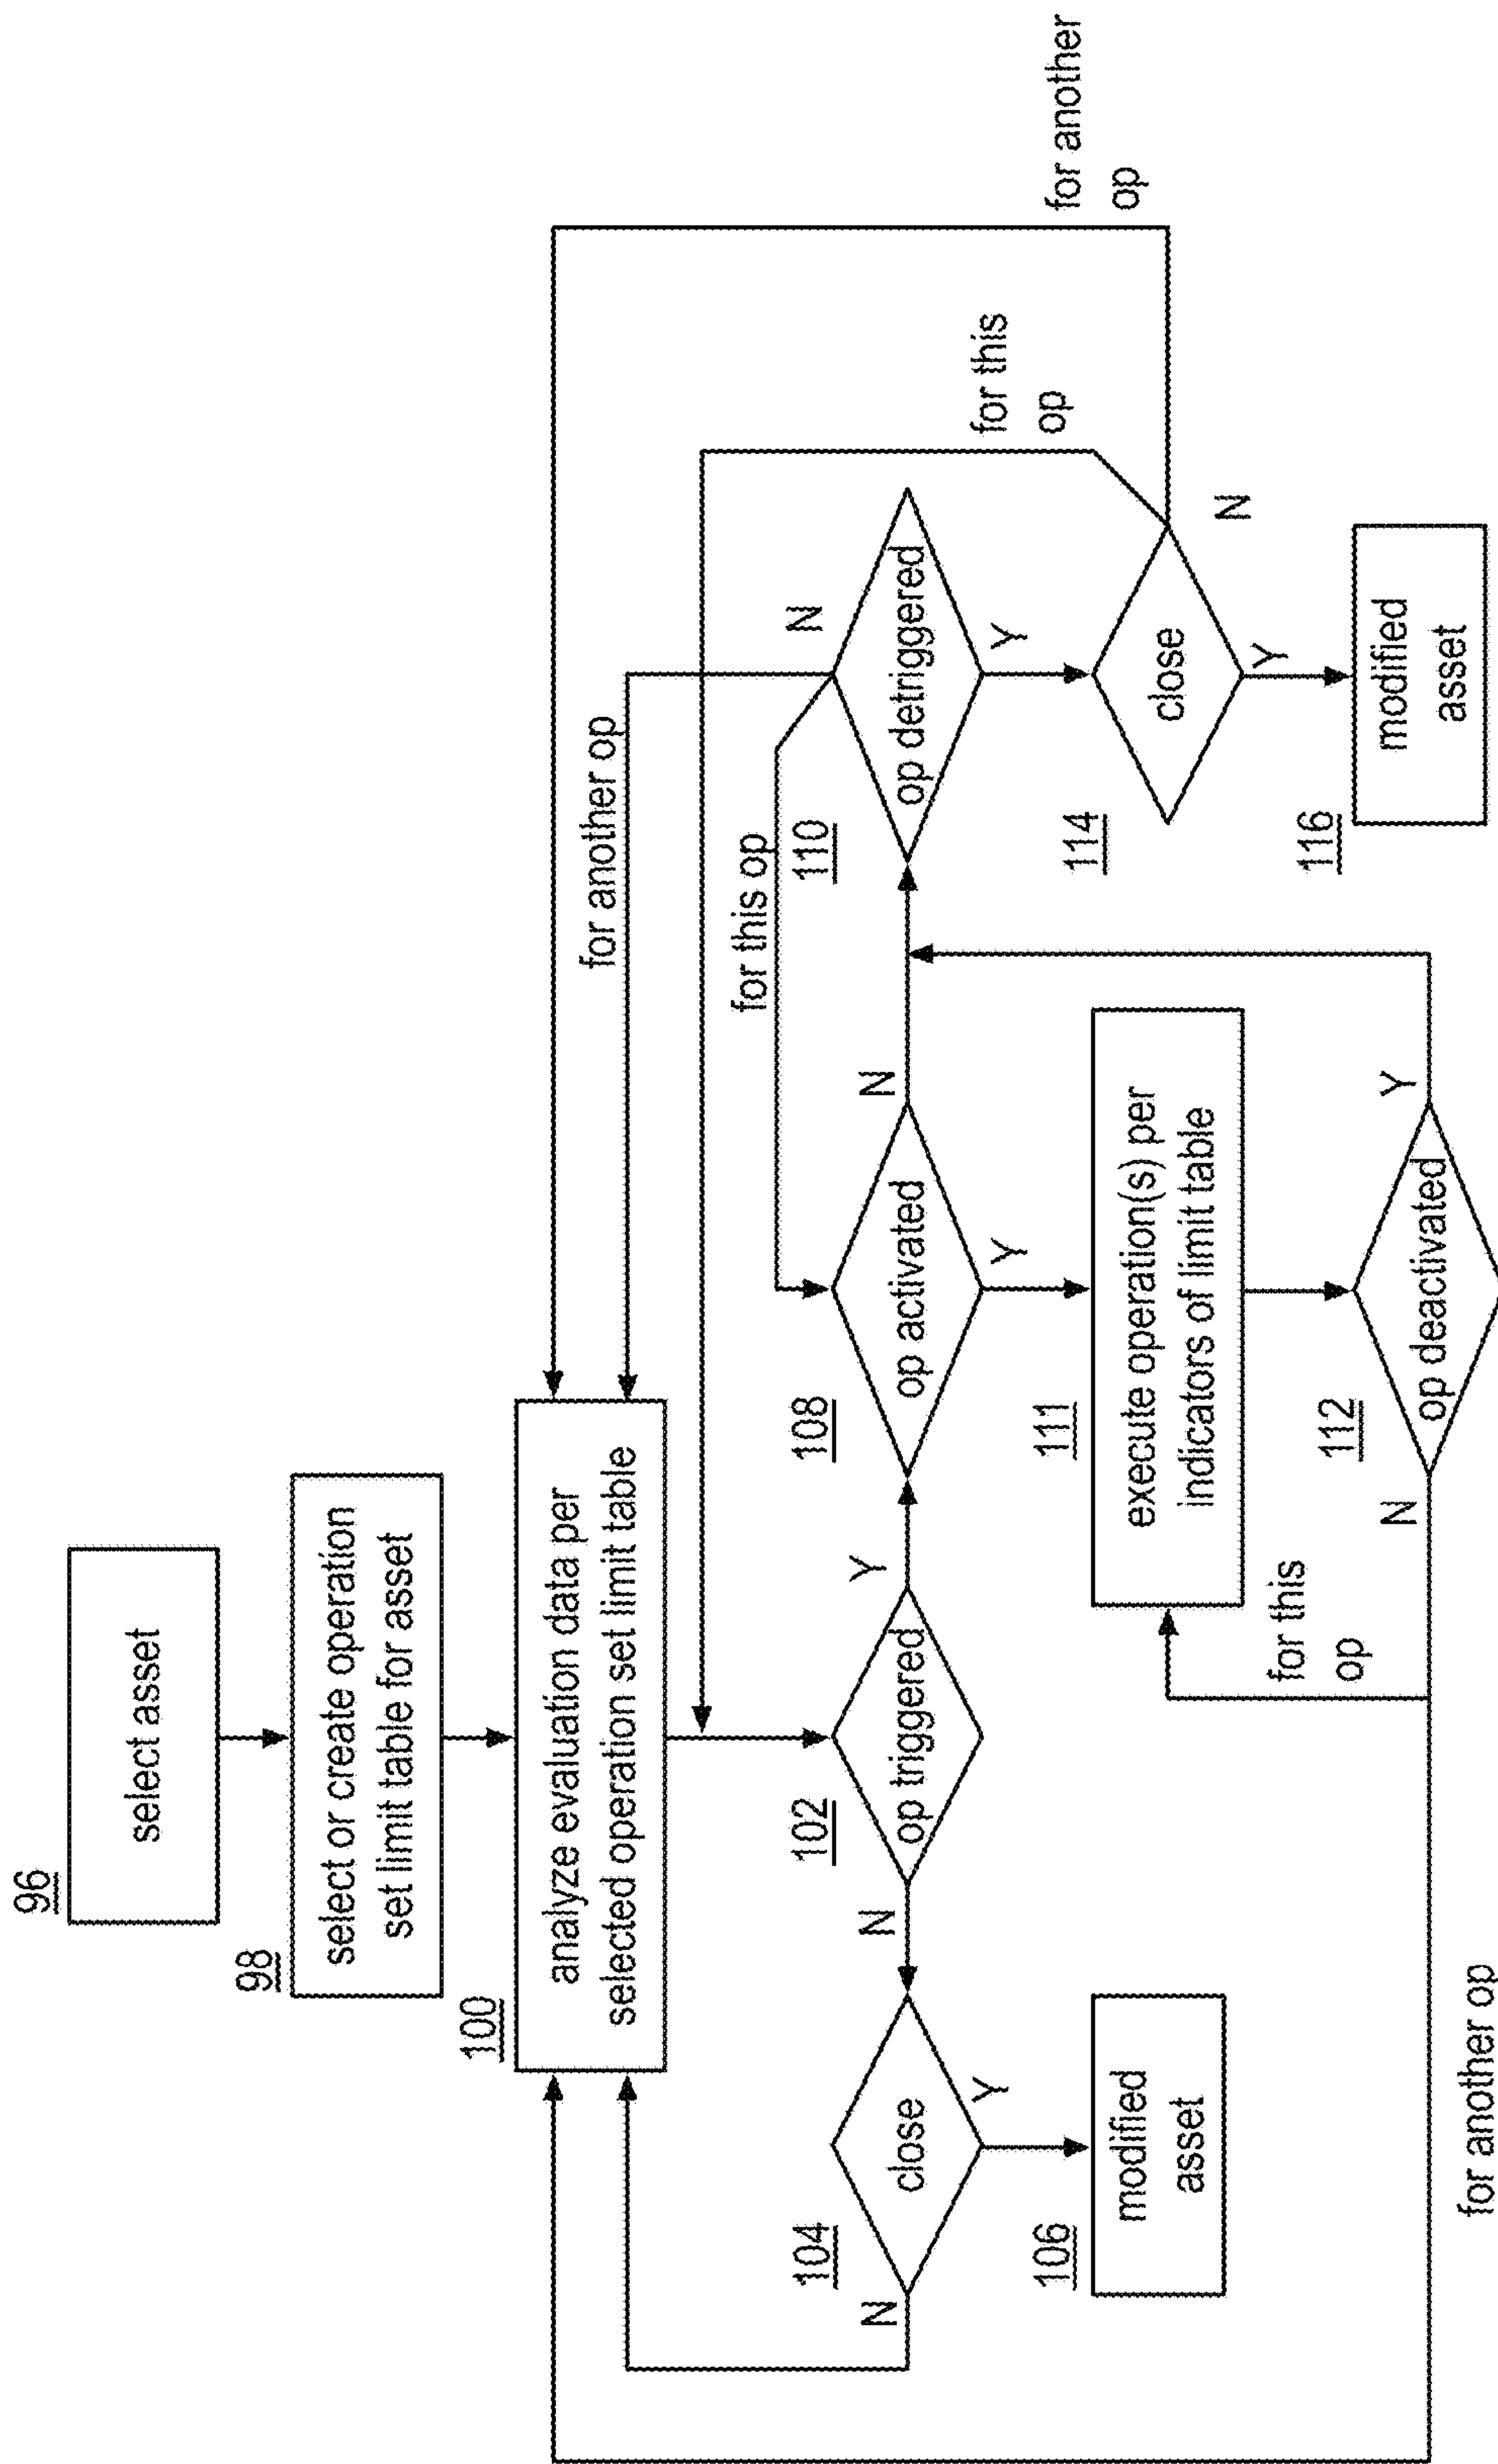 96
select asset
98
select or create operation
set limit table for asset
100
analyze evaluation data per
selected operation set limit table
for another op
for this op
for this
op
for another
op
102
op triggered
N
Y
104
close
N
Y
106
modified
asset
108
op activated
N
Y
110
op detriggered
N
Y
111
execute operation(s) per
indicators of limit table
for this
op
112
op deactivated
N
Y
for another op
114
close
N
Y
116
modified
asset